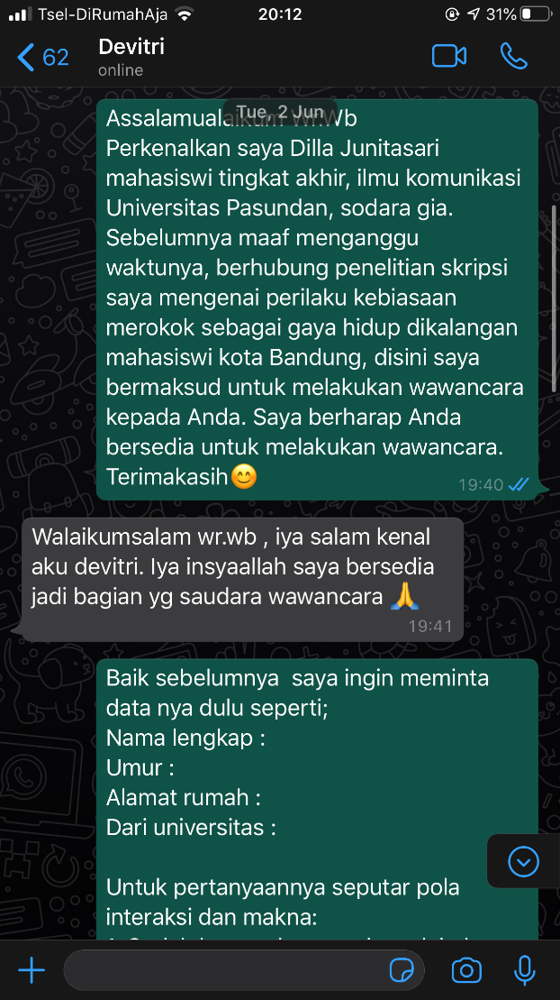 Tsel-DiRumahAja
20:12
31%
62
Devitri
online
Tue, 2 Jun
Assalamualaikum Wr.Wb
Perkenalkan saya Dilla Junitasari
mahasiswi tingkat akhir, ilmu komunikasi
Universitas Pasundan, sodara gia.
Sebelumnya maaf menganggu
waktunya, berhubung penelitian skripsi
saya mengenai perilaku kebiasaan
merokok sebagai gaya hidup dikalangan
mahasiswi kota Bandung, disini saya
bermaksud untuk melakukan wawancara
kepada Anda. Saya berharap Anda
bersedia untuk melakukan wawancara.
Terimakasih😊
19:40
Walaikumsalam wr.wb , iya salam kenal
aku devitri. Iya insyaallah saya bersedia
jadi bagian yg saudara wawancara 🙏
19:41
Baik sebelumnya  saya ingin meminta
data nya dulu seperti;
Nama lengkap :
Umur :
Alamat rumah :
Dari universitas :
Untuk pertanyaannya seputar pola
interaksi dan makna: